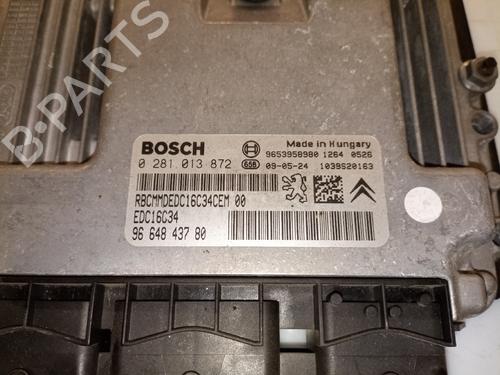 B-PARTS
BOSCH
Made in Hungary
9653958980 1264 0526
0 281 013 872
658
09-05-24 1039S20163
RBCMMDEDC16C34CEM 00
EDC16C34
96 648 437 80